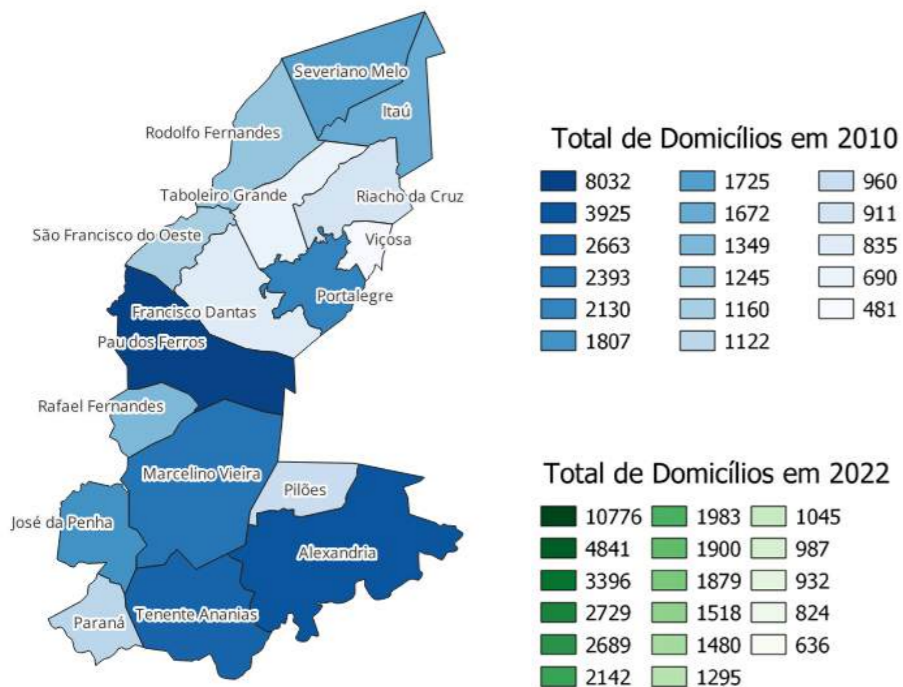 Severiano Melo
Itaú
Rodolfo Fernandes
Taboleiro Grande
Riacho da Cruz
São Francisco do Oeste
Viçosa
Portalegre
Francisco Dantas
Pau dos Ferros
Rafael Fernandes
Marcelino Vieira
Pilões
José da Penha
Alexandria
Tenente Ananias
Paraná
Total de Domicílios em 2010
8032 1725 960
3925 1672 911
2663 1349 835
2393 1245 690
2130 1160 481
1807 1122
Total de Domicílios em 2022
10776 1983 1045
4841 1900 987
3396 1879 932
2729 1518 824
2689 1480 636
2142 1295